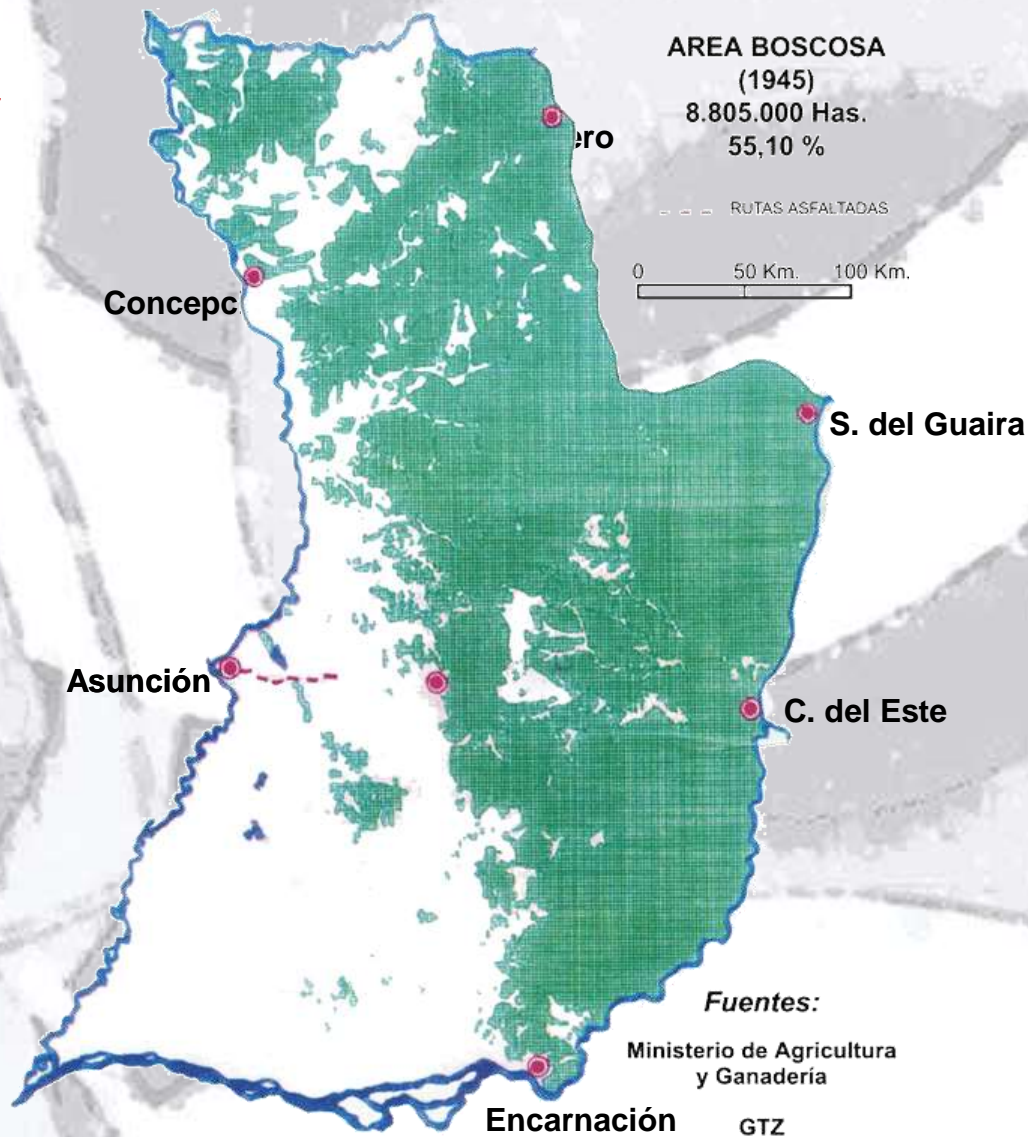 AREA BOSCOSA
(1945)
8.805.000 Has.
55,10 %
ero
RUTAS ASFALTADAS
0 50 Km. 100 Km.
Concepc
S. del Guaira
Asunción
C. del Este
Fuentes:
Ministerio de Agricultura
y Ganadería
GTZ
Encarnación